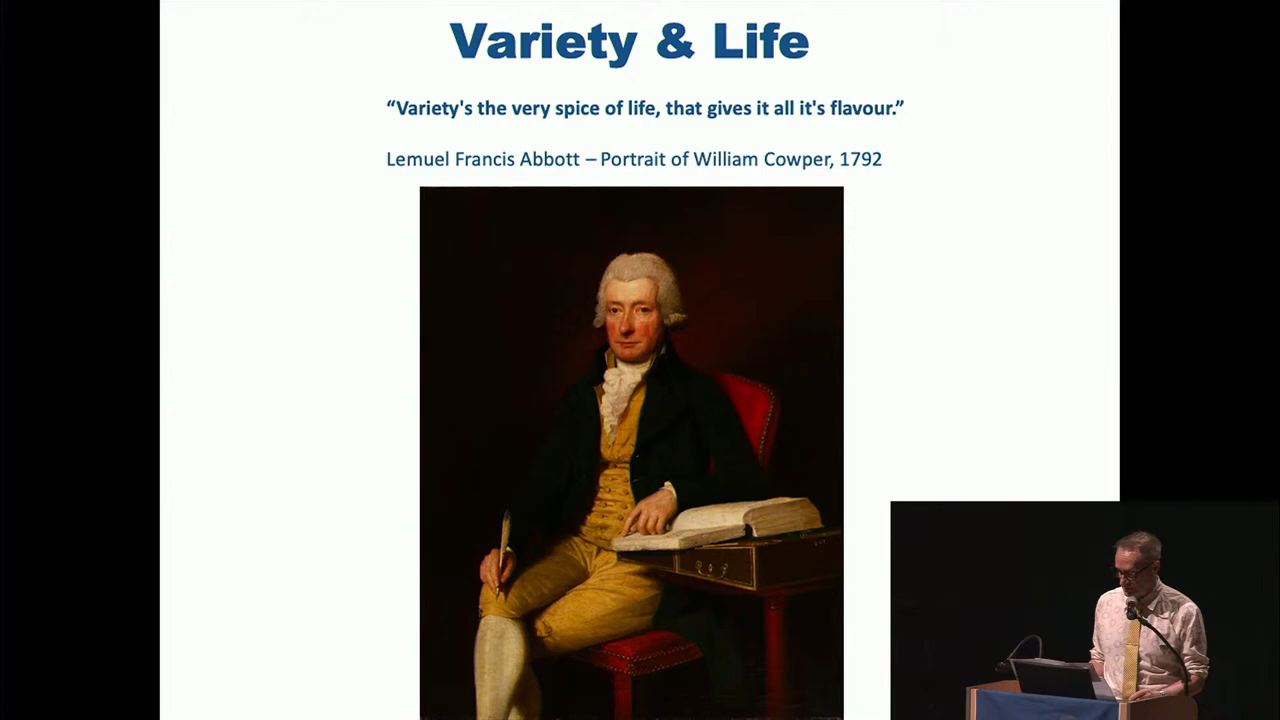 Variety & Life
“Variety's the very spice of life, that gives it all it's flavour.”
Lemuel Francis Abbott – Portrait of William Cowper, 1792